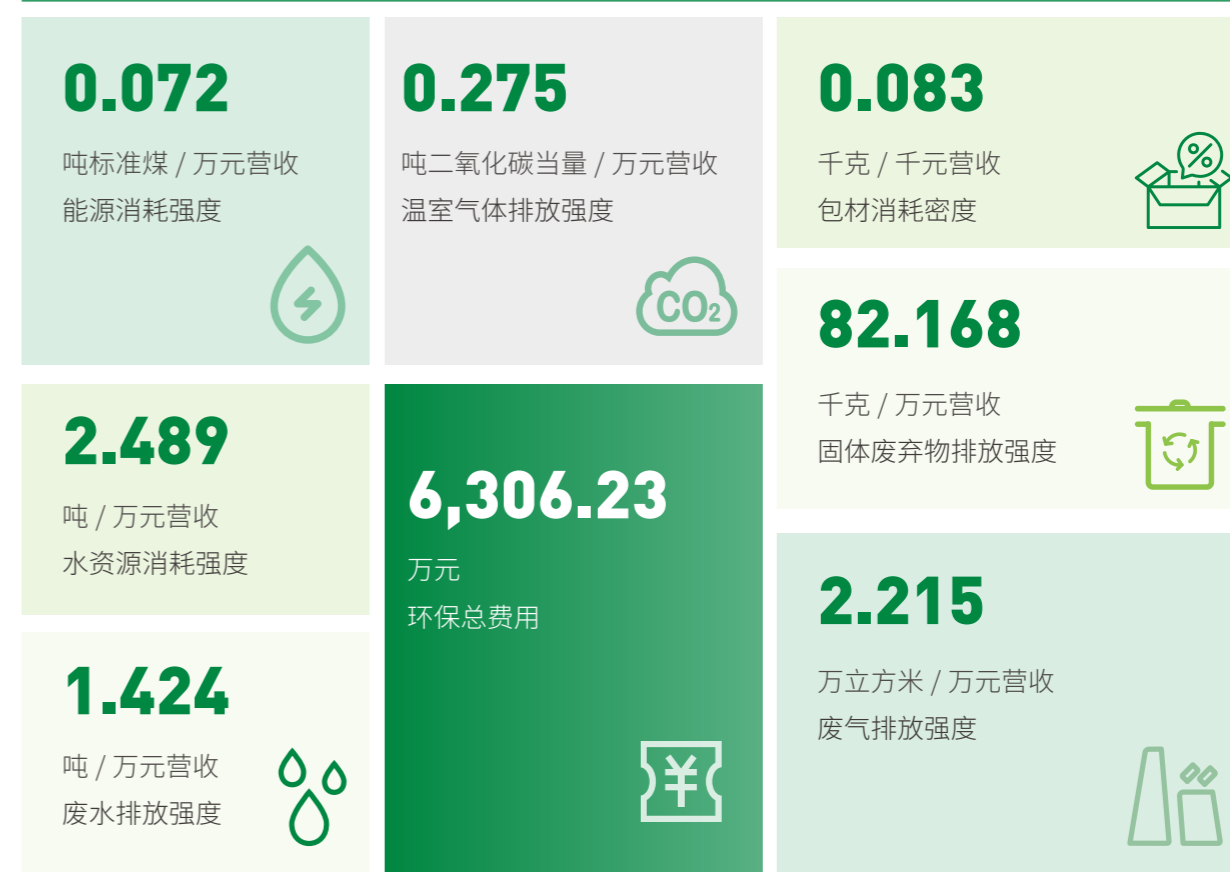 0.072
吨标准煤 / 万元营收
能源消耗强度
0.275
吨二氧化碳当量 / 万元营收
温室气体排放强度
CO₂
0.083
千克 / 千元营收
包材消耗密度
%
82.168
千克 / 万元营收
固体废弃物排放强度
2.489
吨 / 万元营收
水资源消耗强度
6,306.23
万元
环保总费用
¥
2.215
万立方米 / 万元营收
废气排放强度
1.424
吨 / 万元营收
废水排放强度